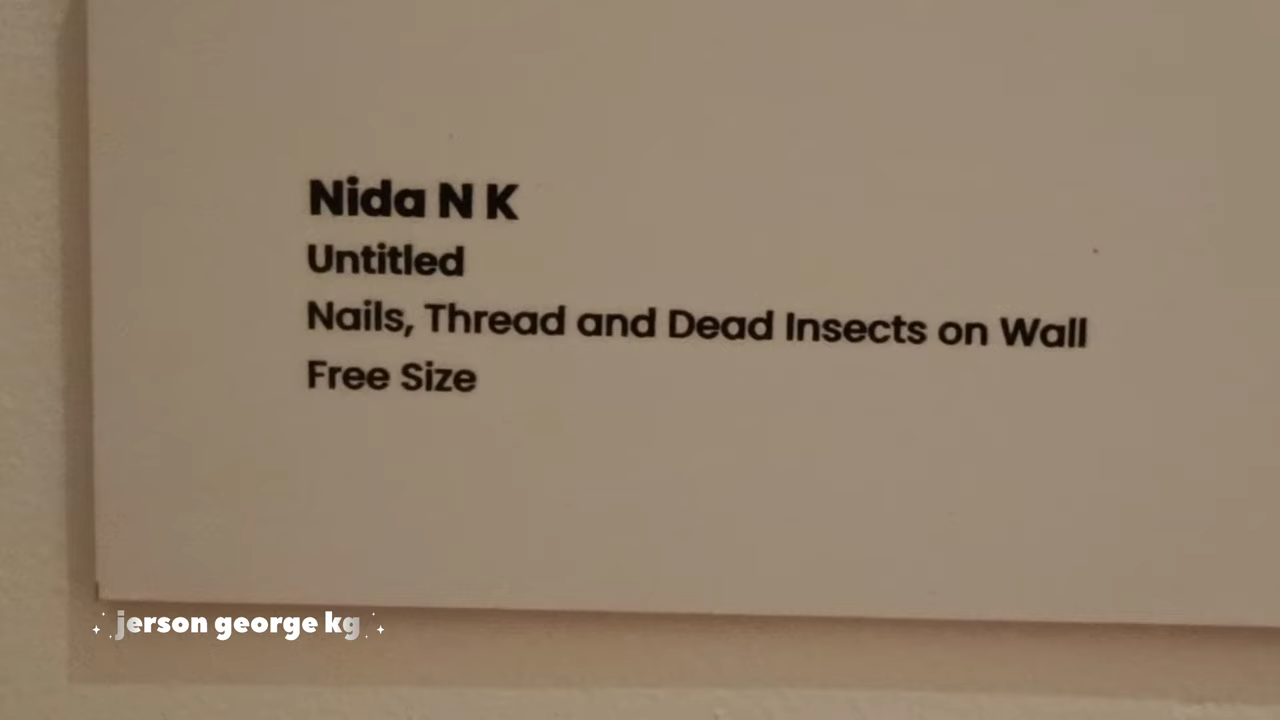 Nida N K
Untitled
Nails, Thread and Dead Insects on Wall
Free Size
jerson george kg